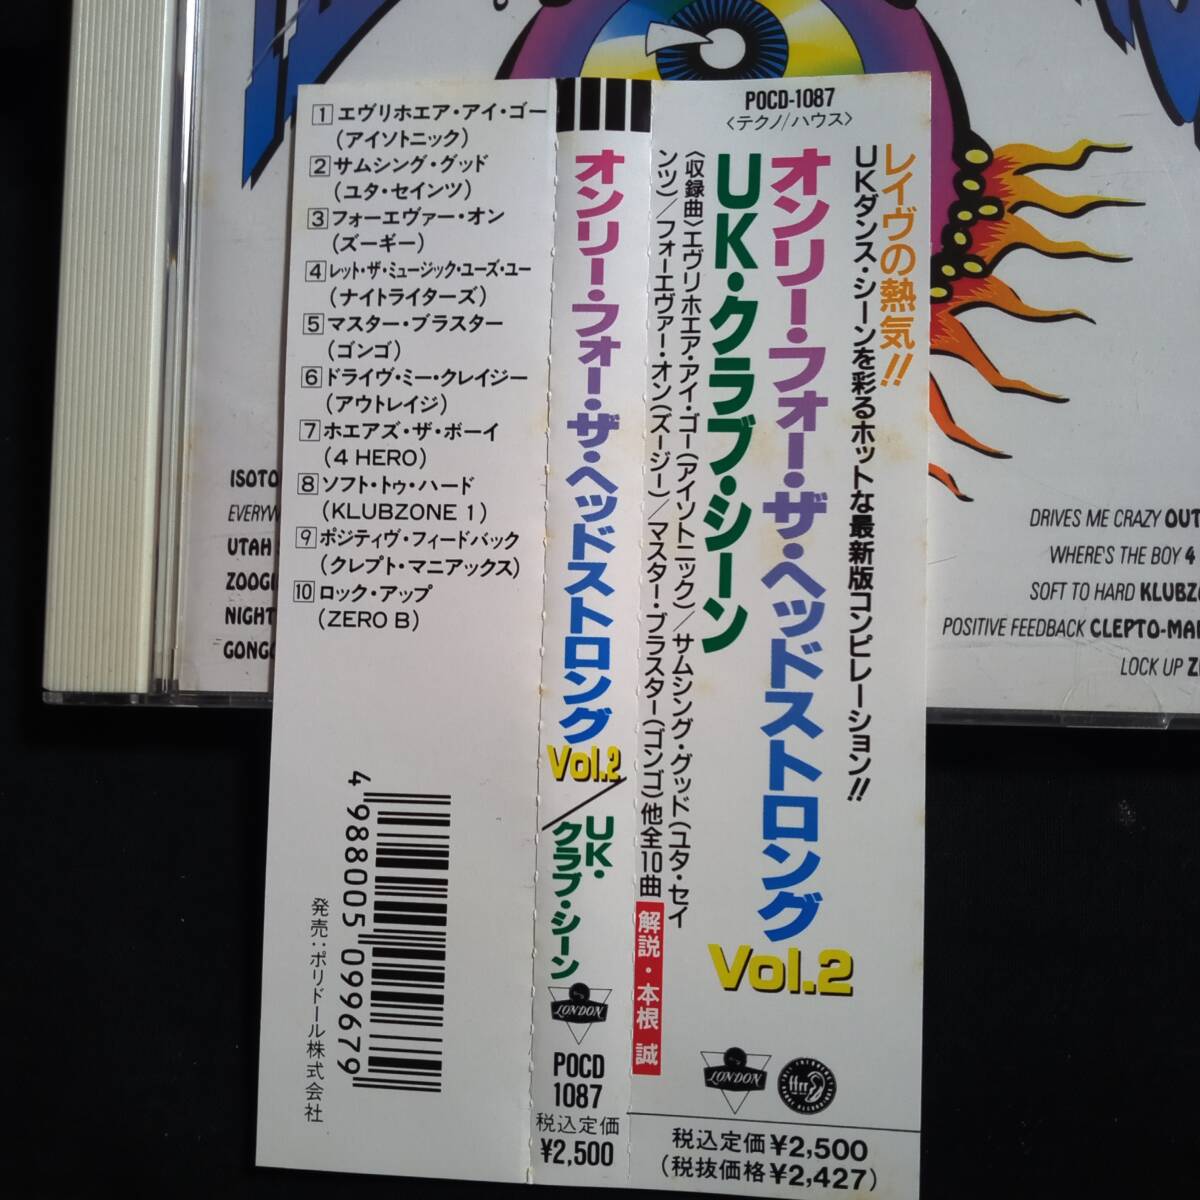 1 エヴリホエア・アイ・ゴー
(アイソトニック)
2 サムシング・グッド
(ユタ・セインツ)
3 フォーエヴァー・オン
(ズーギー)
4 レット・ザ・ミュージック・ユーズ・ユー
(ナイトライターズ)
5 マスター・ブラスター
(ゴンゴ)
6 ドライヴ・ミー・クレイジー
(アウトレイジ)
7 ホエアズ・ザ・ボーイ
(4 HERO)
8 ソフト・トゥ・ハード
(KLUBZONE 1)
9 ポジティヴ・フィードバック
(クレプト・マニアックス)
10 ロック・アップ
(ZERO B)
4 988005 099679
発売:ポリドール株式会社
オンリー・フォー・ザ・ヘッドストロング Vol.2/UK・クラブ・シーン
LONDON
POCD
1087
税込定価
¥2,500
POCD-1087
〈テクノ/ハウス〉
レイヴの熱気!!
UKダンス・シーンを彩るホットな最新版コンピレーション!!
オンリー・フォー・ザ・ヘッドストロング
Vol.2
UK・クラブ・シーン
〈収録曲〉エヴリホエア・アイ・ゴー(アイソトニック)/サムシング・グッド(ユタ・セイ
ンツ)/フォーエヴァー・オン(ズージー)/マスター・ブラスター(ゴンゴ)他全10曲
解説・本根 誠
LONDON
ffrr
税込定価¥2,500
(税抜価格¥2,427)
ISOTO
EVERYW
UTAH
ZOOGI
NIGHT
GONGO
DRIVES ME CRAZY OUT
WHERE'S THE BOY 4
SOFT TO HARD KLUBZO
POSITIVE FEEDBACK CLEPTO-MA
LOCK UP Z